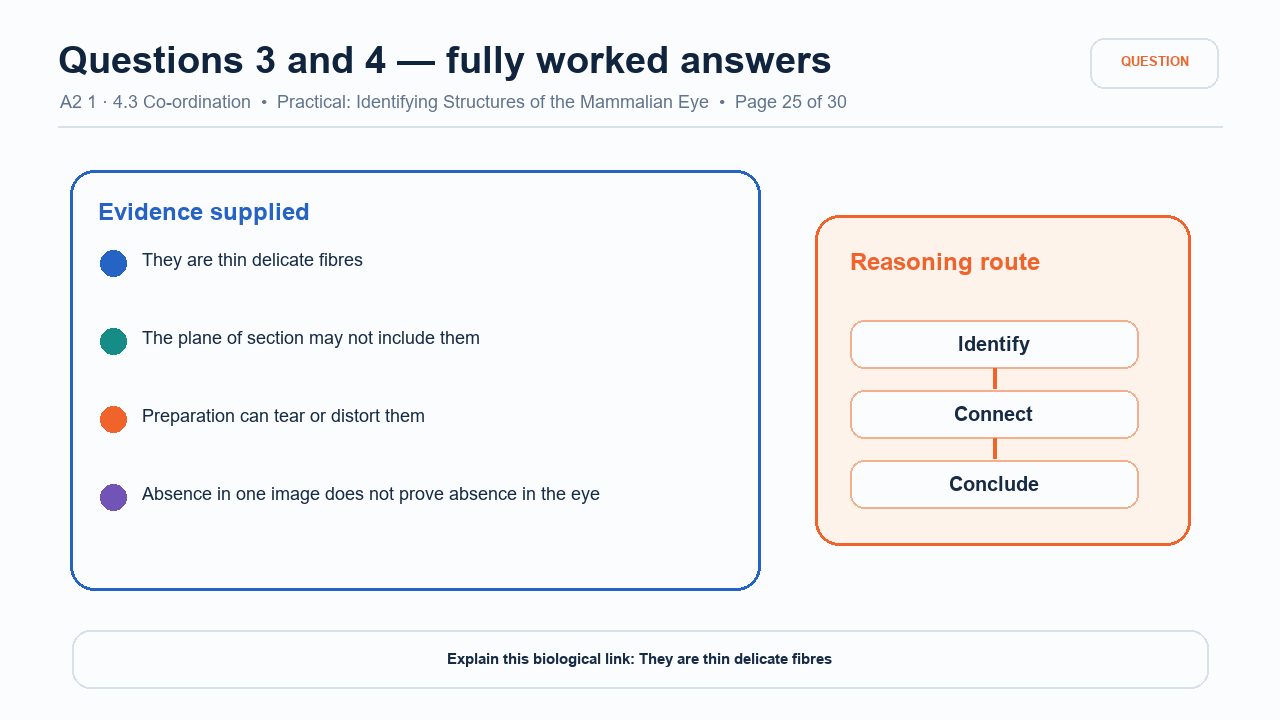 Questions 3 and 4 — fully worked answers
QUESTION
A2 1 · 4.3 Co-ordination • Practical: Identifying Structures of the Mammalian Eye • Page 25 of 30
Evidence supplied
They are thin delicate fibres
The plane of section may not include them
Preparation can tear or distort them
Absence in one image does not prove absence in the eye
Reasoning route
Identify
Connect
Conclude
Explain this biological link: They are thin delicate fibres